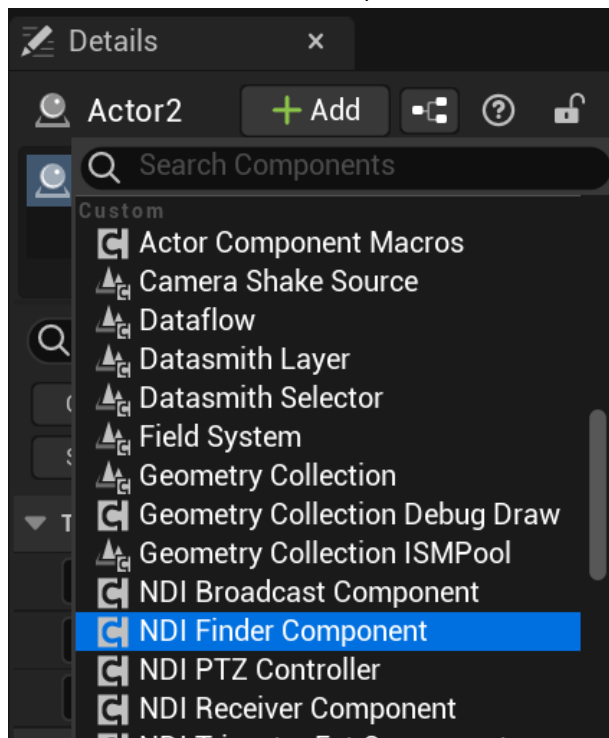 Details
Actor2
Add
Search Components
Custom
Actor Component Macros
Camera Shake Source
Dataflow
Datasmith Layer
Datasmith Selector
Field System
Geometry Collection
Geometry Collection Debug Draw
Geometry Collection ISMPool
NDI Broadcast Component
NDI Finder Component
NDI PTZ Controller
NDI Receiver Component